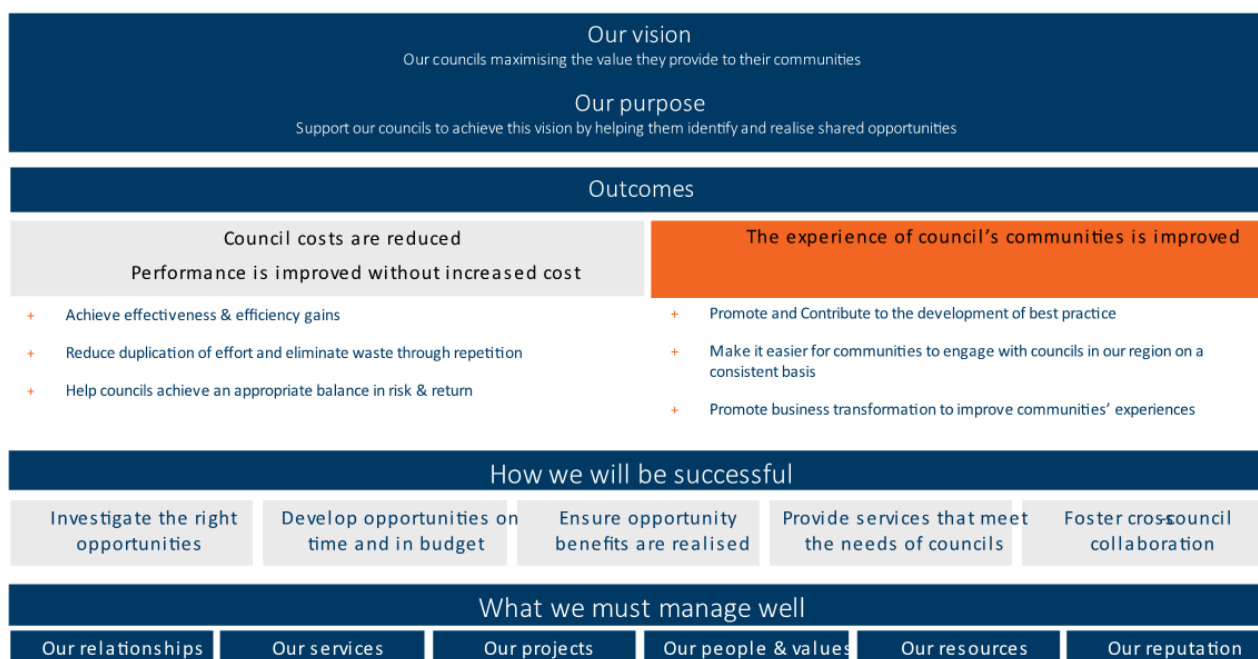 Our vision
Our councils maximising the value they provide to their communities
Our purpose
Support our councils to achieve this vision by helping them identify and realise shared opportunities
Outcomes
Council costs are reduced
Performance is improved without increased cost
+ Achieve effectiveness & efficiency gains
+ Reduce duplication of effort and eliminate waste through repetition
+ Help councils achieve an appropriate balance in risk & return
The experience of council's communities is improved
+ Promote and Contribute to the development of best practice
+ Make it easier for communities to engage with councils in our region on a
consistent basis
+ Promote business transformation to improve communities' experiences
How we will be successful
Investigate the right
opportunities
Develop opportunities on
time and in budget
Ensure opportunity
benefits are realised
Provide services that meet
the needs of councils
Foster cross-council
collaboration
What we must manage well
Our relationships
Our services
Our projects
Our people & values
Our resources
Our reputation